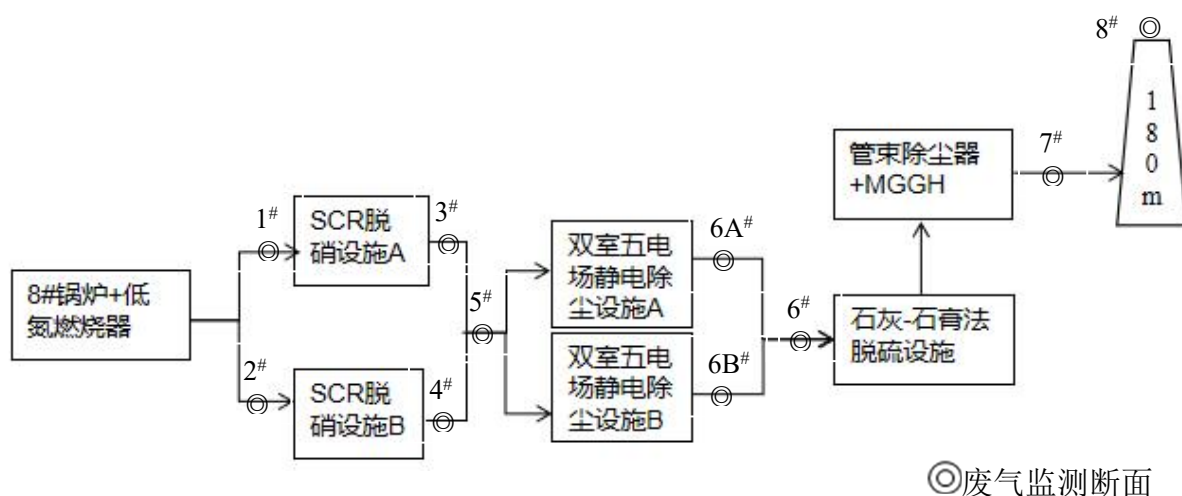 8#
1
8
0
m
管束除尘器
+MGGH
7#
1#
SCR脱
硝设施A
3#
双室五电
场静电除
尘设施A
6A#
8#锅炉+低
氮燃烧器
5#
6#
石灰-石膏法
脱硫设施
2#
SCR脱
硝设施B
4#
双室五电
场静电除
尘设施B
6B#
◎废气监测断面